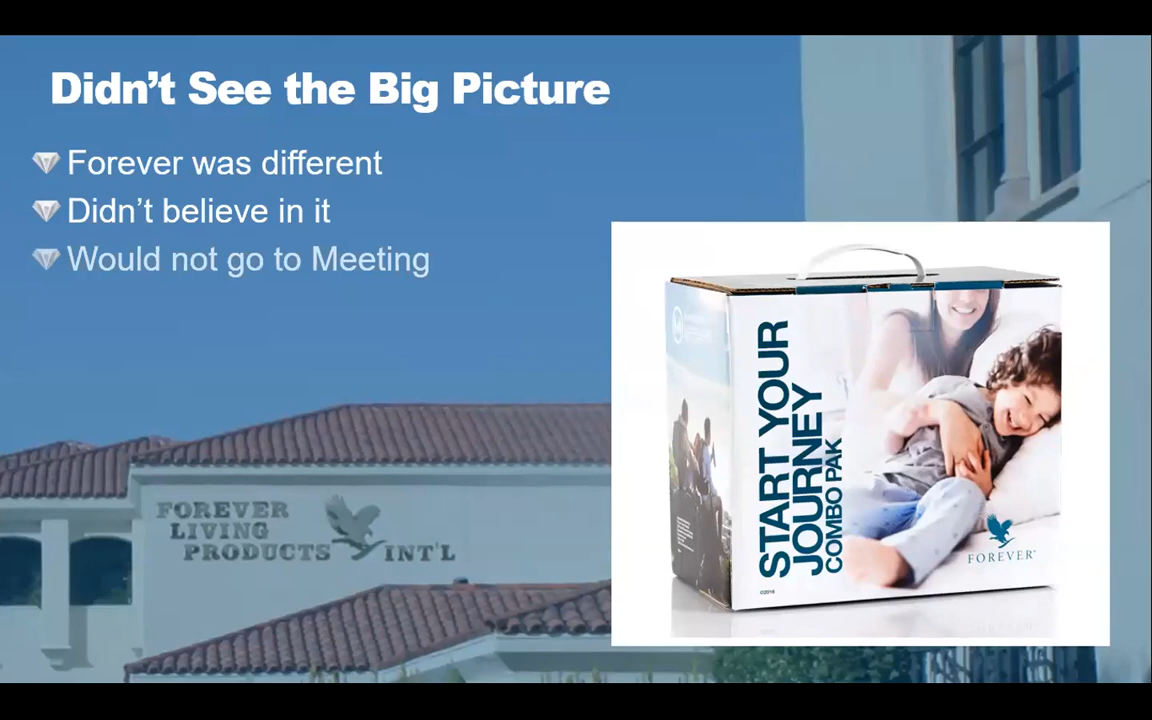 Didn't See the Big Picture
Forever was different
Didn't believe in it
Would not go to Meeting
FOREVER
LIVING
PRODUCTS INT'L
START YOUR
JOURNEY
COMBO PAK
FOREVER
©2016